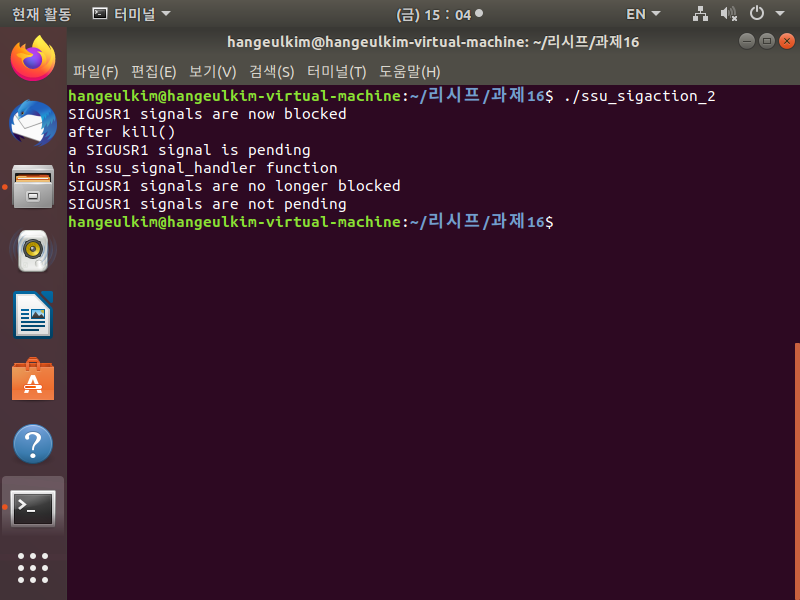 현재 활동 터미널 (금) 15 : 04 EN
hangeulkim@hangeulkim-virtual-machine: ~/리시프/과제16
파일(F) 편집(E) 보기(V) 검색(S) 터미널(T) 도움말(H)
hangeulkim@hangeulkim-virtual-machine:~/리시프/과제16$ ./ssu_sigaction_2
SIGUSR1 signals are now blocked
after kill()
a SIGUSR1 signal is pending
in ssu_signal_handler function
SIGUSR1 signals are no longer blocked
SIGUSR1 signals are not pending
hangeulkim@hangeulkim-virtual-machine:~/리시프/과제16$